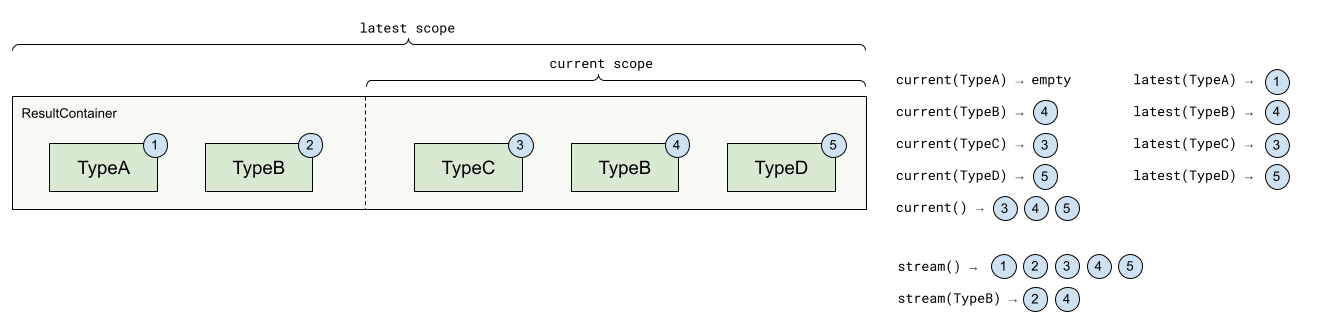 latest scope
current scope
ResultContainer
TypeA 1
TypeB 2
TypeC 3
TypeB 4
TypeD 5
current(TypeA) → empty
current(TypeB) → 4
current(TypeC) → 3
current(TypeD) → 5
current() → 3 4 5
latest(TypeA) → 1
latest(TypeB) → 4
latest(TypeC) → 3
latest(TypeD) → 5
stream() → 1 2 3 4 5
stream(TypeB) → 2 4